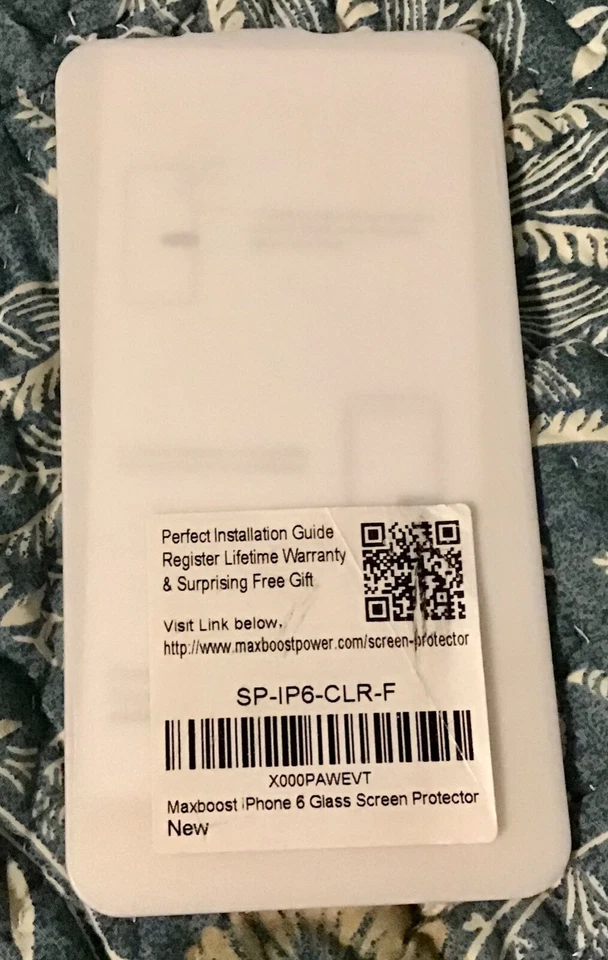 Perfect Installation Guide
Register Lifetime Warranty
& Surprising Free Gift
Visit Link below,
http://www.maxboostpower.com/screen-protector
SP-IP6-CLR-F
X000PAWEVT
Maxboost iPhone 6 Glass Screen Protector
New